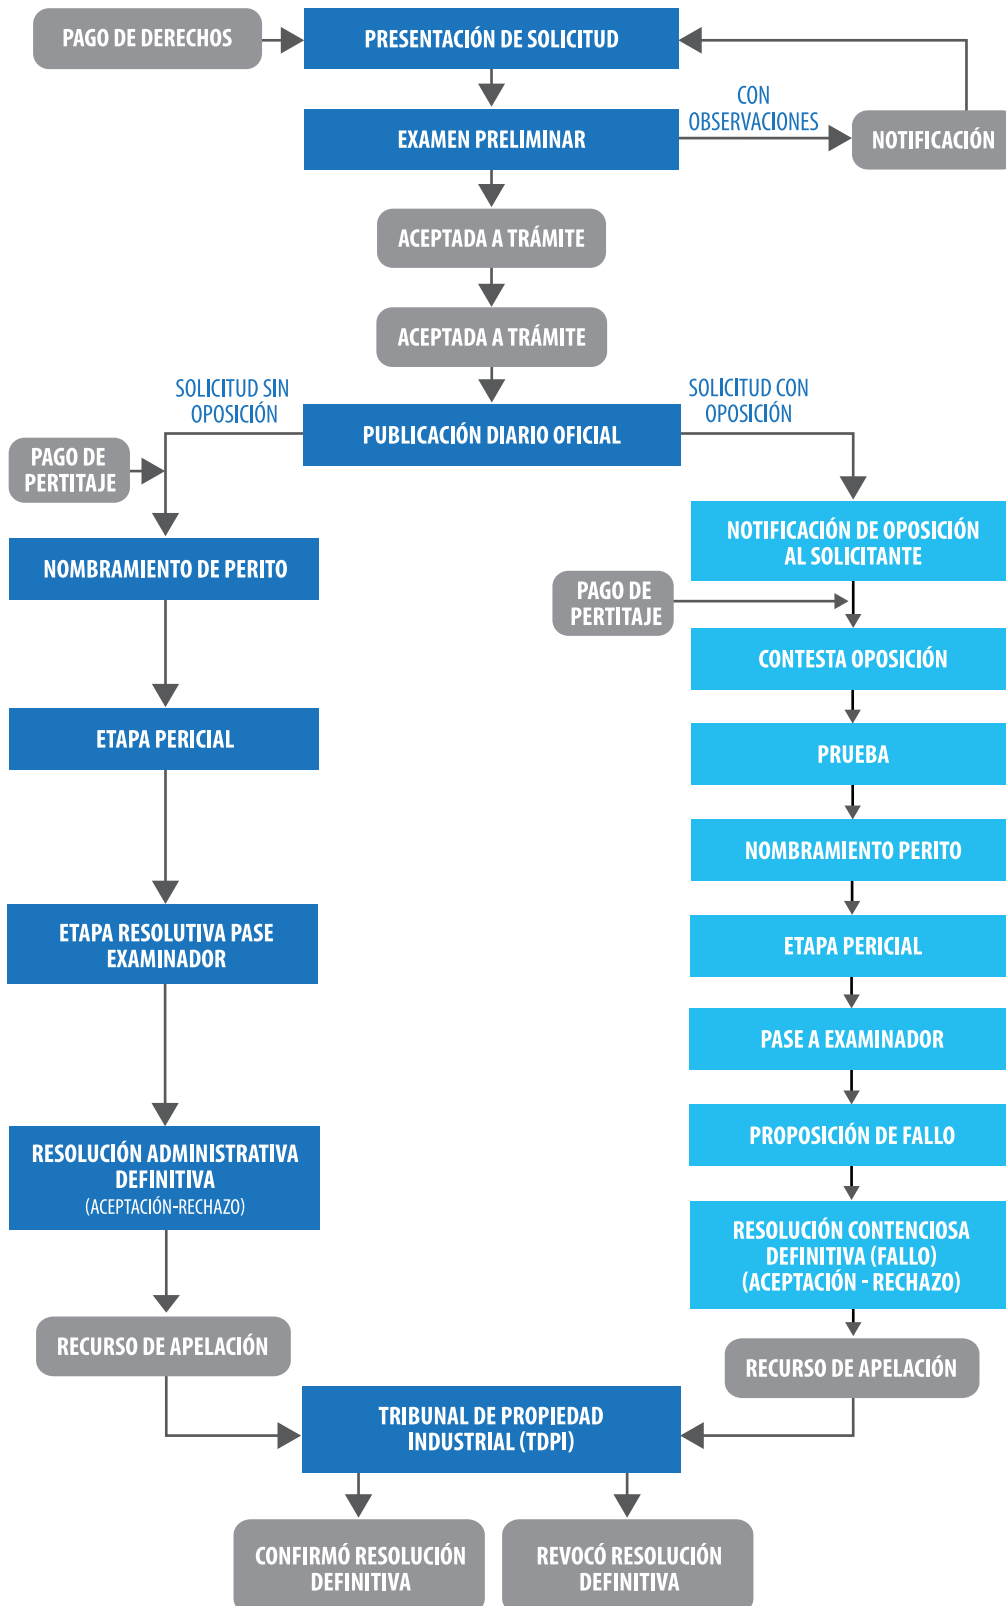 PAGO DE DERECHOS
PRESENTACIÓN DE SOLICITUD
EXAMEN PRELIMINAR
CON
OBSERVACIONES
NOTIFICACIÓN
ACEPTADA A TRÁMITE
ACEPTADA A TRÁMITE
SOLICITUD SIN
OPOSICIÓN
PUBLICACIÓN DIARIO OFICIAL
SOLICITUD CON
OPOSICIÓN
PAGO DE
PERTITAJE
NOMBRAMIENTO DE PERITO
ETAPA PERICIAL
ETAPA RESOLUTIVA PASE
EXAMINADOR
RESOLUCIÓN ADMINISTRATIVA
DEFINITIVA
(ACEPTACIÓN-RECHAZO)
RECURSO DE APELACIÓN
NOTIFICACIÓN DE OPOSICIÓN
AL SOLICITANTE
PAGO DE
PERTITAJE
CONTESTA OPOSICIÓN
PRUEBA
NOMBRAMIENTO PERITO
ETAPA PERICIAL
PASE A EXAMINADOR
PROPOSICIÓN DE FALLO
RESOLUCIÓN CONTENCIOSA
DEFINITIVA (FALLO)
(ACEPTACIÓN - RECHAZO)
RECURSO DE APELACIÓN
TRIBUNAL DE PROPIEDAD
INDUSTRIAL (TDPI)
CONFIRMÓ RESOLUCIÓN
DEFINITIVA
REVOCÓ RESOLUCIÓN
DEFINITIVA